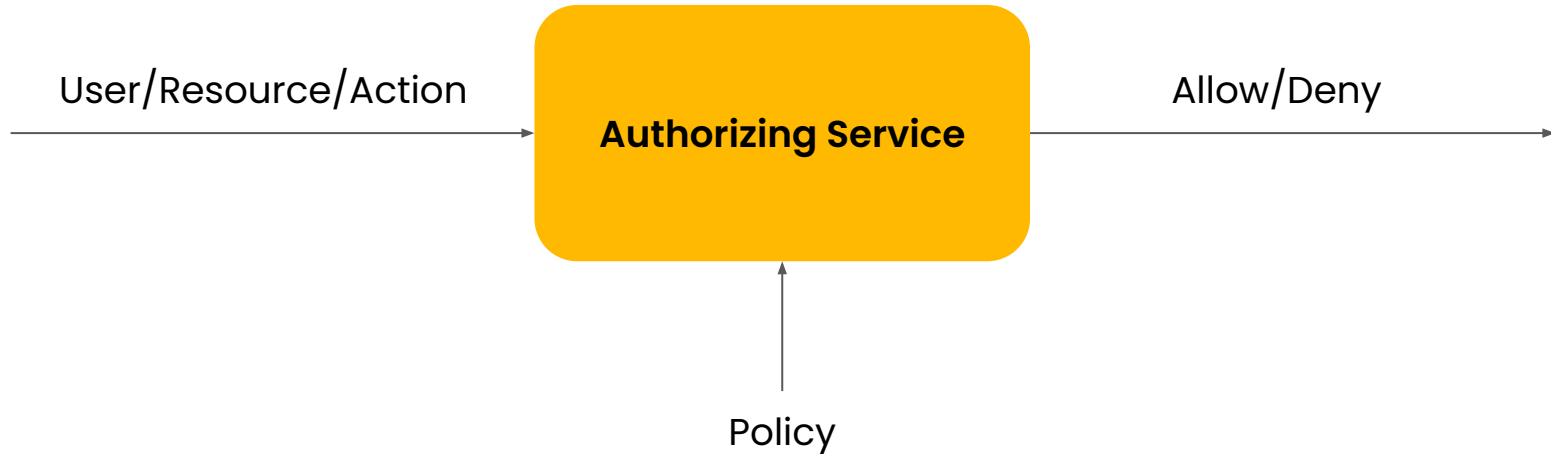 User/Resource/Action
Allow/Deny
Authorizing Service
Policy